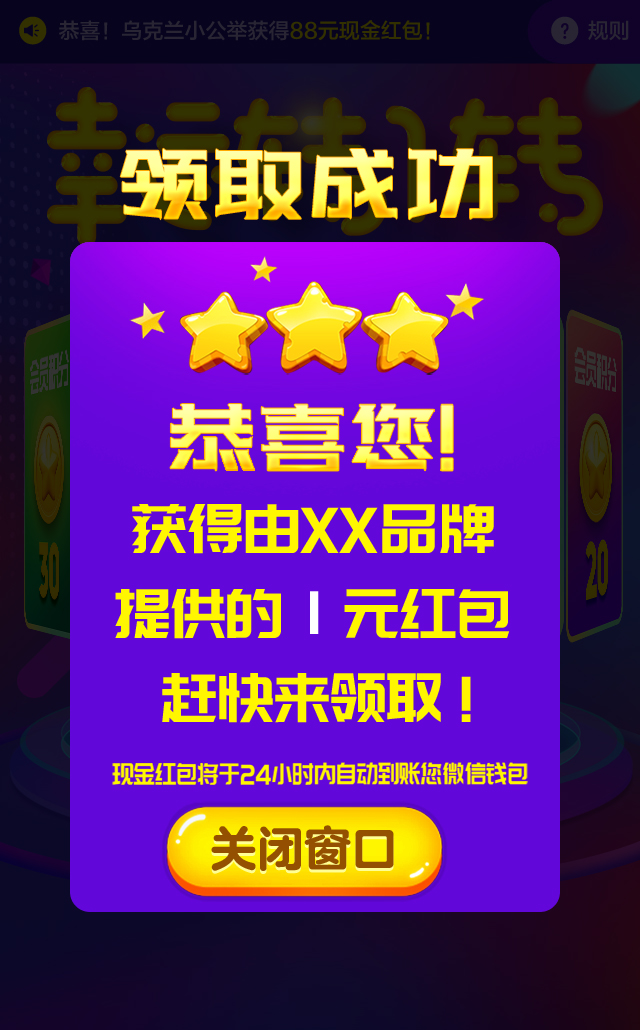 恭喜！乌克兰小公举获得88元现金红包！
? 规则
幸运转转
领取成功
会员积分
会员积分
恭喜您!
获得由XX品牌
提供的1元红包
30
20
赶快来领取！
现金红包将于24小时内自动到账您微信钱包
关闭窗口